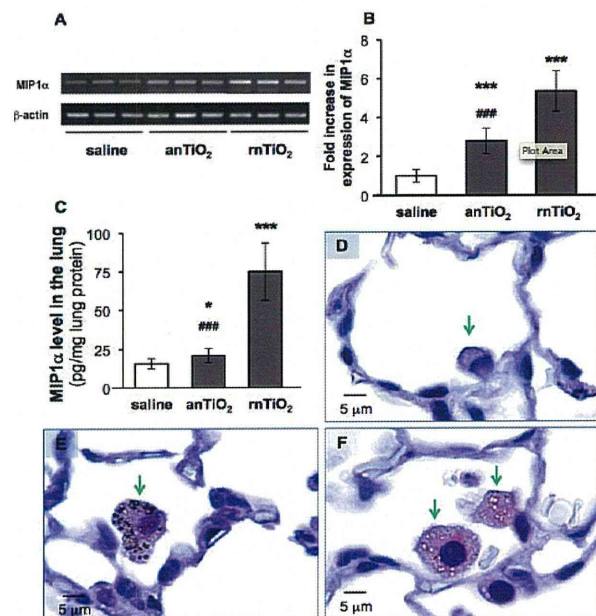 A
MIP1α
β-actin
saline anTiO2 rnTiO2
B
Fold increase in
expression of MIP1α
8
6
4
2
0
***
###
***
Plot Area
saline anTiO2 rnTiO2
C
MIP1α level in the lung
(pg/mg lung protein)
100
75
50
25
0
*
###
***
saline anTiO2 rnTiO2
D
5 µm
E
5 µm
F
5 µm